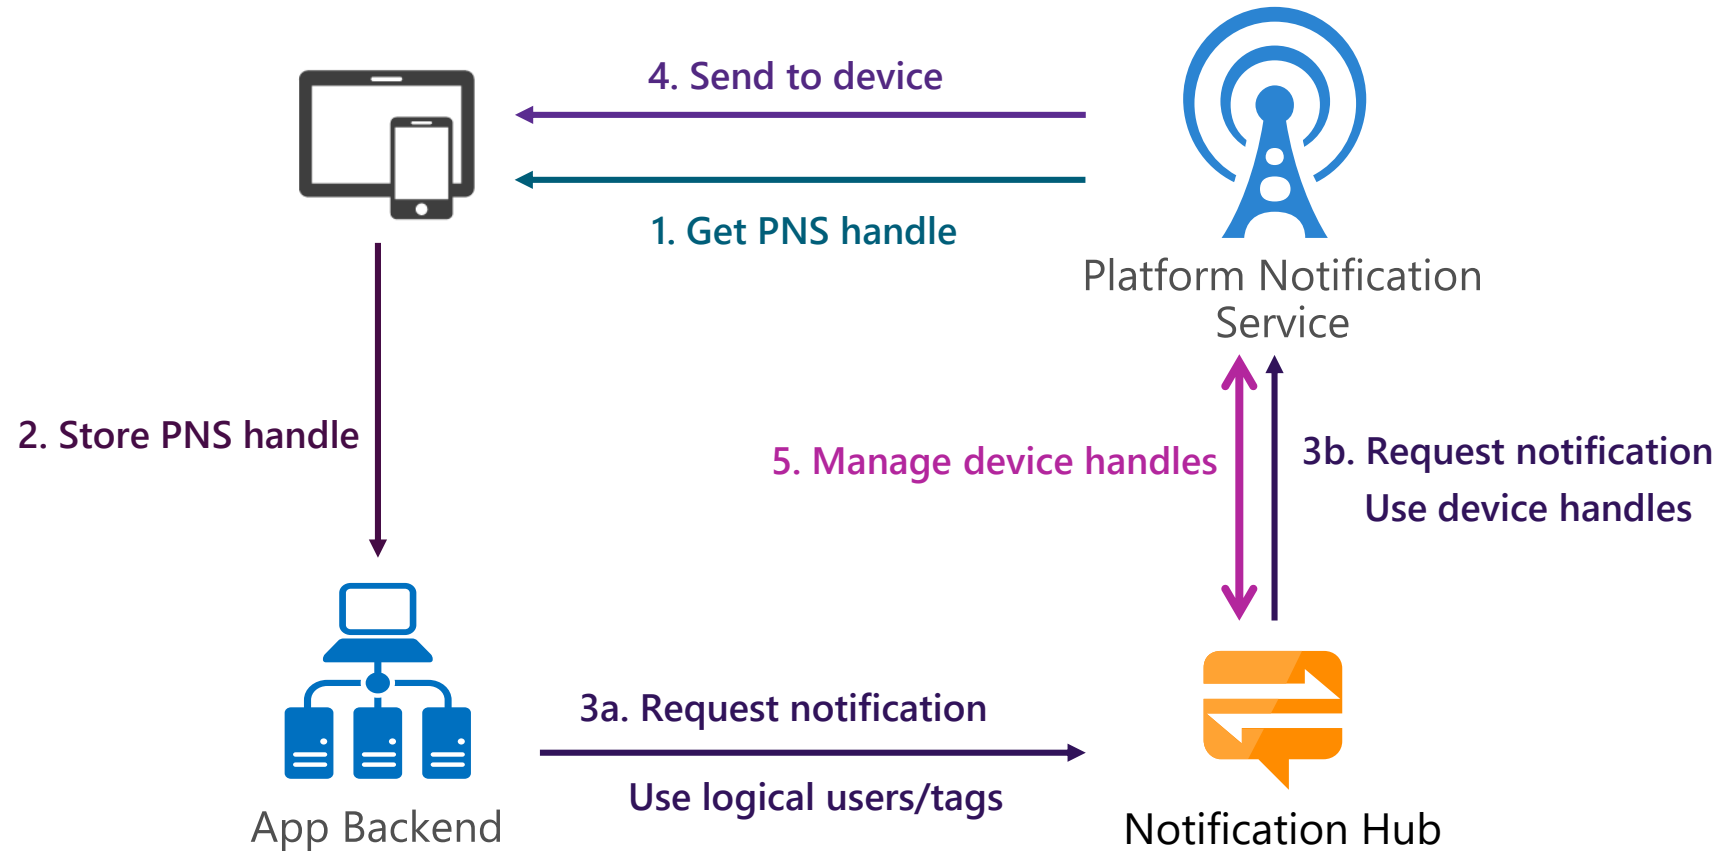 4. Send to device
1. Get PNS handle
Platform Notification
Service
2. Store PNS handle
5. Manage device handles
3b. Request notification
Use device handles
3a. Request notification
Use logical users/tags
App Backend
Notification Hub